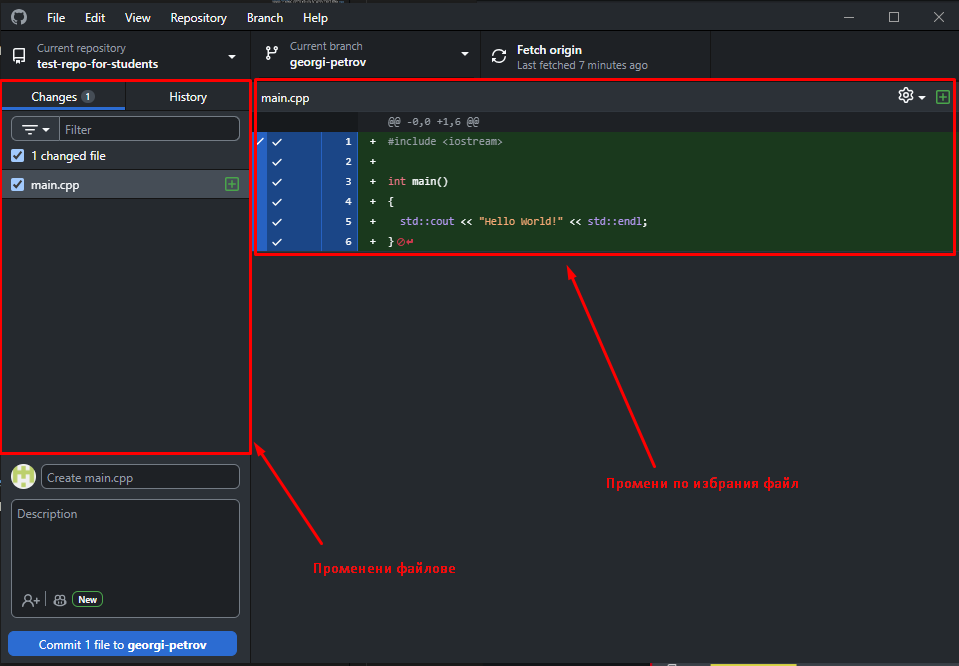 File Edit View Repository Branch Help
Current repository
test-repo-for-students
Current branch
georgi-petrov
Fetch origin
Last fetched 7 minutes ago
Changes 1 History
Filter
1 changed file
main.cpp
main.cpp
@@ -0,0 +1,6 @@
1 + #include <iostream>
2 +
3 + int main()
4 + {
5 + std::cout << "Hello World!" << std::endl;
6 + }
Промени по избрания файл
Променени файлове
Create main.cpp
Description
New
Commit 1 file to georgi-petrov